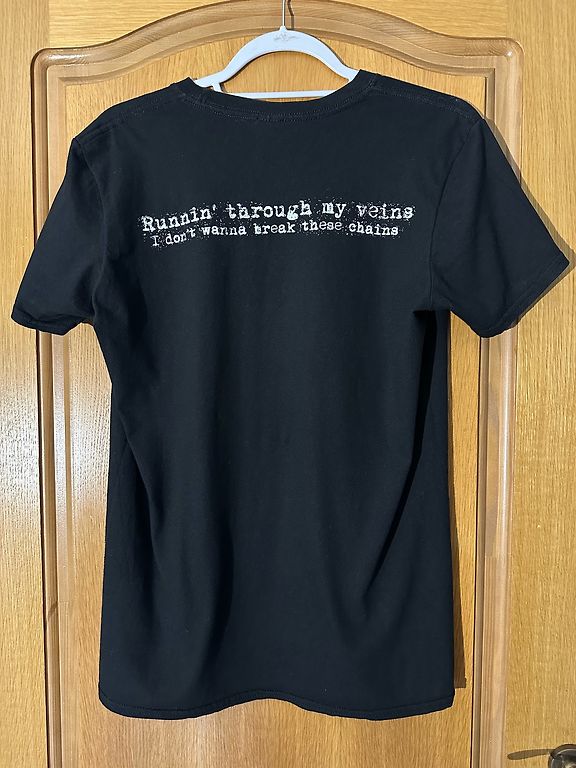 Runnin' through my veins
I don't wanna break these chains